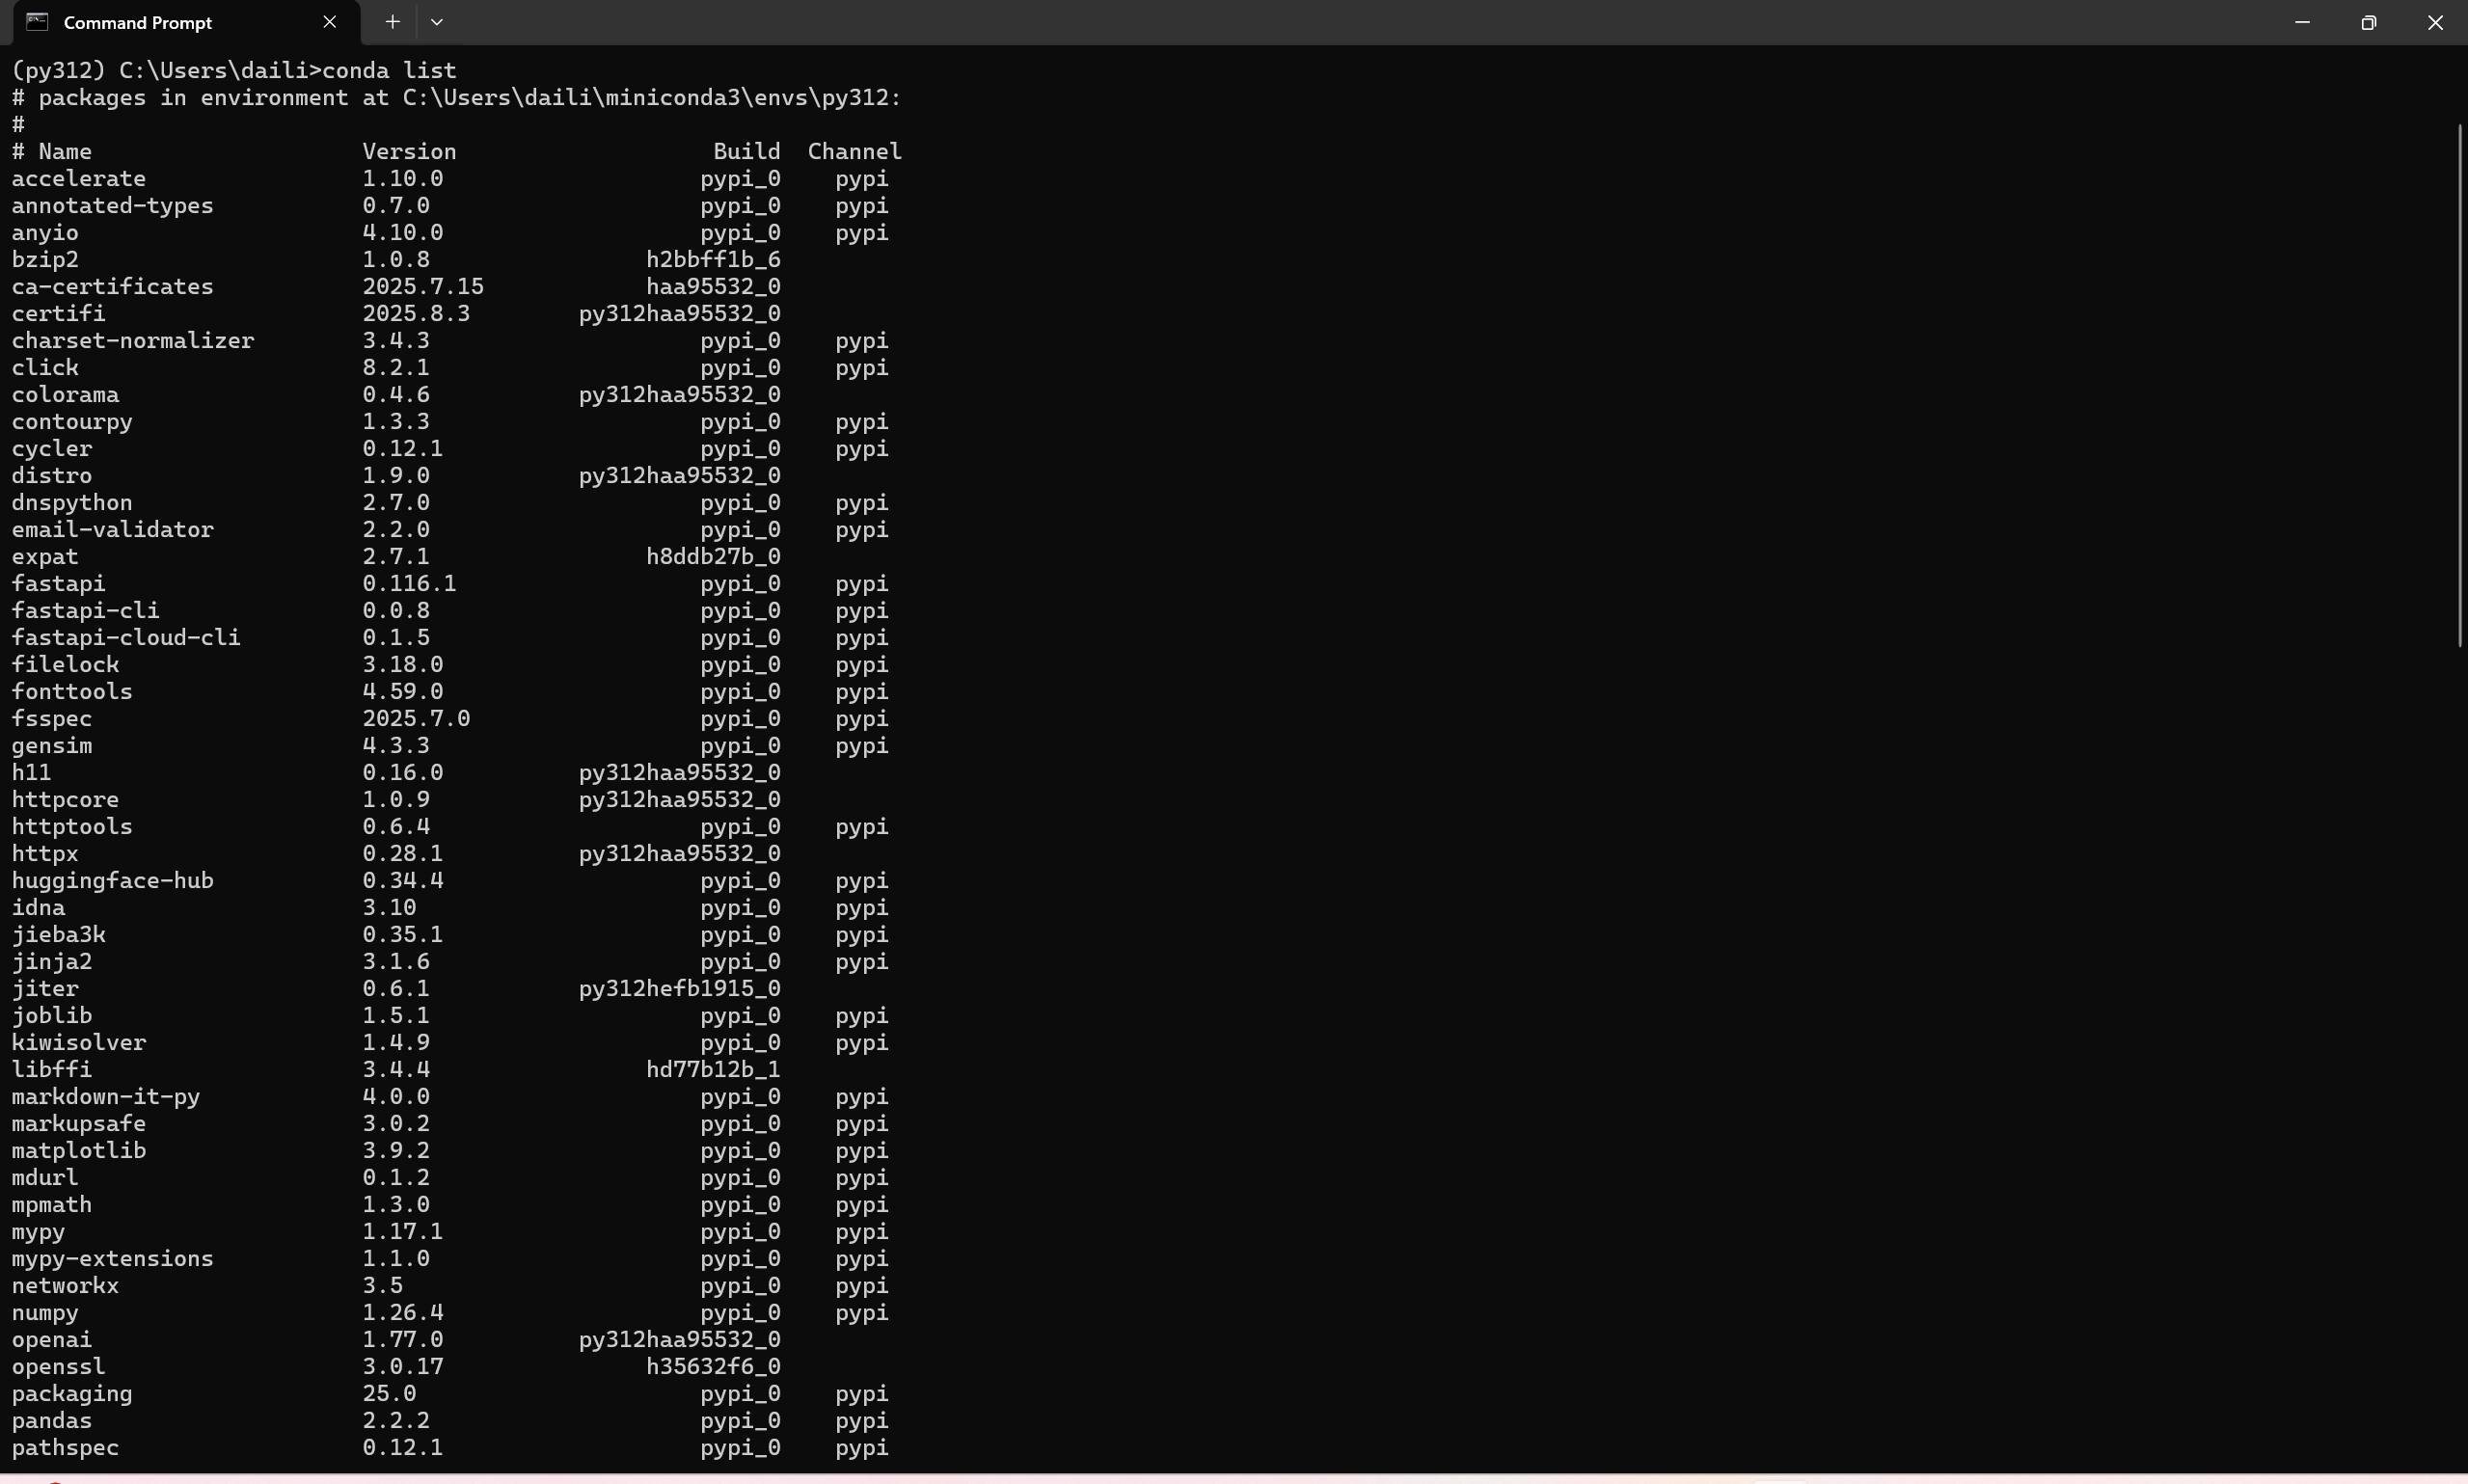 Command Prompt
(py312) C:\Users\daili>conda list
# packages in environment at C:\Users\daili\miniconda3\envs\py312:
#
# Name                    Version                   Build  Channel
accelerate                1.10.0                   pypi_0    pypi
annotated-types           0.7.0                    pypi_0    pypi
anyio                     4.10.0                   pypi_0    pypi
bzip2                     1.0.8                h2bbff1b_6
ca-certificates           2025.7.15            haa95532_0
certifi                   2025.8.3        py312haa95532_0
charset-normalizer        3.4.3                    pypi_0    pypi
click                     8.2.1                    pypi_0    pypi
colorama                  0.4.6           py312haa95532_0
contourpy                 1.3.3                    pypi_0    pypi
cycler                    0.12.1                   pypi_0    pypi
distro                    1.9.0           py312haa95532_0
dnspython                 2.7.0                    pypi_0    pypi
email-validator           2.2.0                    pypi_0    pypi
expat                     2.7.1                h8ddb27b_0
fastapi                   0.116.1                  pypi_0    pypi
fastapi-cli               0.0.8                    pypi_0    pypi
fastapi-cloud-cli         0.1.5                    pypi_0    pypi
filelock                  3.18.0                   pypi_0    pypi
fonttools                 4.59.0                   pypi_0    pypi
fsspec                    2025.7.0                 pypi_0    pypi
gensim                    4.3.3                    pypi_0    pypi
h11                       0.16.0          py312haa95532_0
httpcore                  1.0.9           py312haa95532_0
httptools                 0.6.4                    pypi_0    pypi
httpx                     0.28.1          py312haa95532_0
huggingface-hub           0.34.4                   pypi_0    pypi
idna                      3.10                     pypi_0    pypi
jieba3k                   0.35.1                   pypi_0    pypi
jinja2                    3.1.6                    pypi_0    pypi
jiter                     0.6.1           py312hefb1915_0
joblib                    1.5.1                    pypi_0    pypi
kiwisolver                1.4.9                    pypi_0    pypi
libffi                    3.4.4                hd77b12b_1
markdown-it-py            4.0.0                    pypi_0    pypi
markupsafe                3.0.2                    pypi_0    pypi
matplotlib                3.9.2                    pypi_0    pypi
mdurl                     0.1.2                    pypi_0    pypi
mpmath                    1.3.0                    pypi_0    pypi
mypy                      1.17.1                   pypi_0    pypi
mypy-extensions           1.1.0                    pypi_0    pypi
networkx                  3.5                      pypi_0    pypi
numpy                     1.26.4                   pypi_0    pypi
openai                    1.77.0          py312haa95532_0
openssl                   3.0.17               h35632f6_0
packaging                 25.0                     pypi_0    pypi
pandas                    2.2.2                    pypi_0    pypi
pathspec                  0.12.1                   pypi_0    pypi